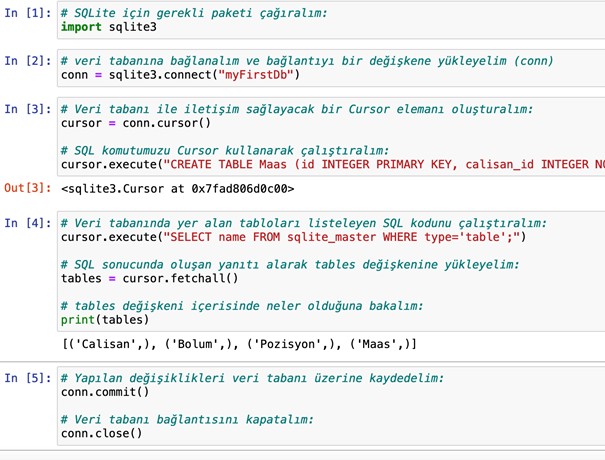 In [1]: # SQLite için gerekli paketi çağıralım:
import sqlite3
In [2]: # veri tabanına bağlanalım ve bağlantıyı bir değişkene yükleyelim (conn)
conn = sqlite3.connect("myFirstDb")
In [3]: # Veri tabanı ile iletişim sağlayacak bir Cursor elemanı oluşturalım:
cursor = conn.cursor()
# SQL komutumuzu Cursor kullanarak çalıştıralım:
cursor.execute("CREATE TABLE Maas (id INTEGER PRIMARY KEY, calisan_id INTEGER NO
Out[3]: <sqlite3.Cursor at 0x7fad806d0c00>
In [4]: # Veri tabanında yer alan tabloları listeleyen SQL kodunu çalıştıralım:
cursor.execute("SELECT name FROM sqlite_master WHERE type='table';")
# SQL sonucunda oluşan yanıtı alarak tables değişkenine yükleyelim:
tables = cursor.fetchall()
# tables değişkeni içerisinde neler olduğuna bakalım:
print(tables)
[('Calisan',), ('Bolum',), ('Pozisyon',), ('Maas',)]
In [5]: # Yapılan değişiklikleri veri tabanı üzerine kaydedelim:
conn.commit()
# Veri tabanı bağlantısını kapatalım:
conn.close()